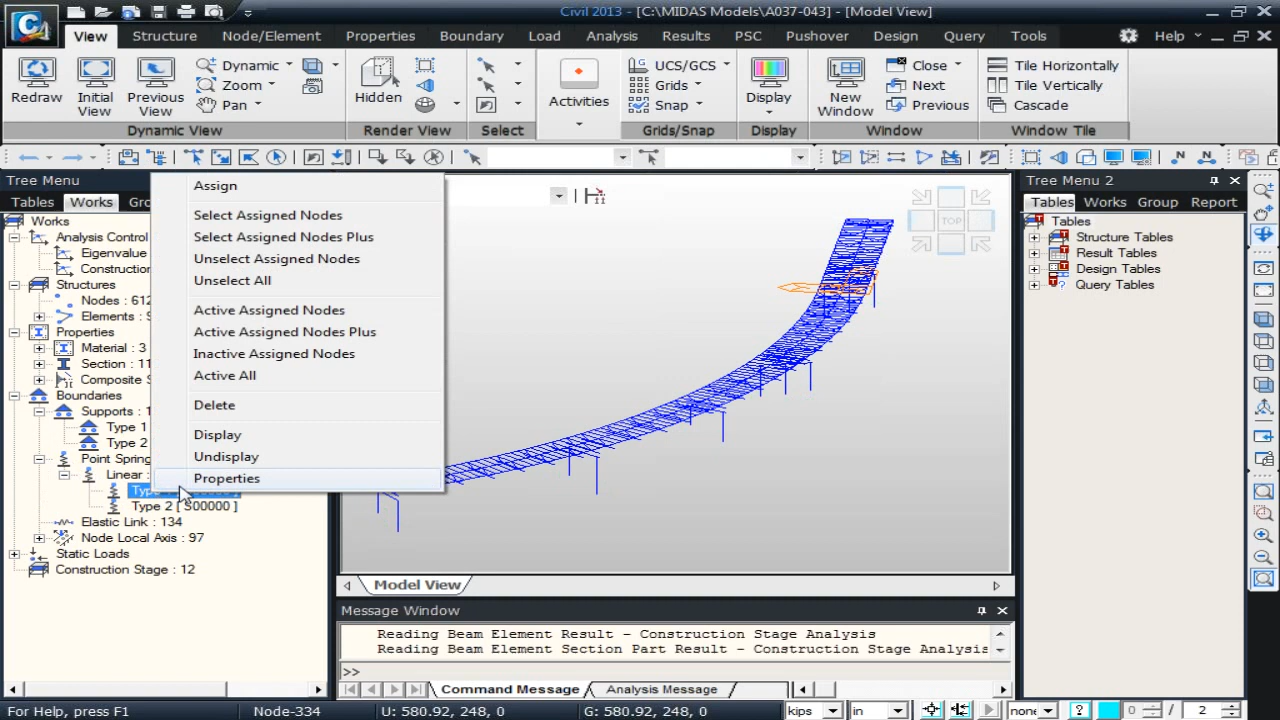 Civil 2013 - [C:\MIDAS Models\A037-043] - [Model View]
View Structure Node/Element Properties Boundary Load Analysis Results PSC Pushover Design Query Tools Help
Redraw
Initial View
Previous View
Dynamic
Zoom
Pan
Hidden
Activities
UCS/GCS
Grids
Snap
Display
New Window
Close
Next
Previous
Tile Horizontally
Tile Vertically
Cascade
Dynamic View Render View Select Grids/Snap Display Window Window Tile
Tree Menu
Tables Works Gro
Works
Analysis Control
Eigenvalue
Construction
Structures
Nodes : 612
Elements :
Properties
Material : 3
Section : 11
Composite S
Boundaries
Supports : 1
Type 1
Type 2
Point Spring
Linear :
Type
Type 2 [ S00000 ]
Elastic Link : 134
Node Local Axis : 97
Static Loads
Construction Stage : 12
Assign
Select Assigned Nodes
Select Assigned Nodes Plus
Unselect Assigned Nodes
Unselect All
Active Assigned Nodes
Active Assigned Nodes Plus
Inactive Assigned Nodes
Active All
Delete
Display
Undisplay
Properties
TOP
Model View
Message Window
Reading Beam Element Result - Construction Stage Analysis
Reading Beam Element Section Part Result - Construction Stage Analysis
>>
Command Message Analysis Message
Tree Menu 2
Tables Works Group Report
Tables
Structure Tables
Result Tables
Design Tables
Query Tables
For Help, press F1 Node-334 U: 580.92, 248, 0 G: 580.92, 248, 0 kips in none 0 / 2